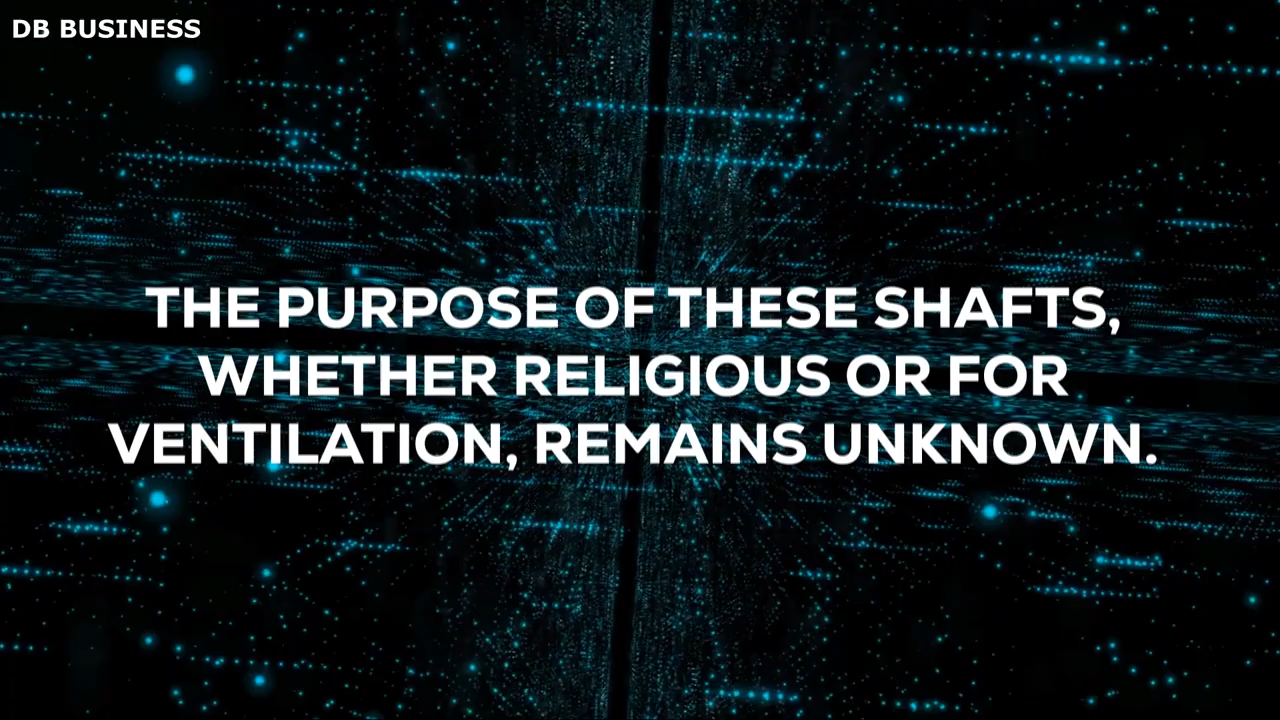 DB BUSINESS
THE PURPOSE OF THESE SHAFTS,
WHETHER RELIGIOUS OR FOR
VENTILATION, REMAINS UNKNOWN.